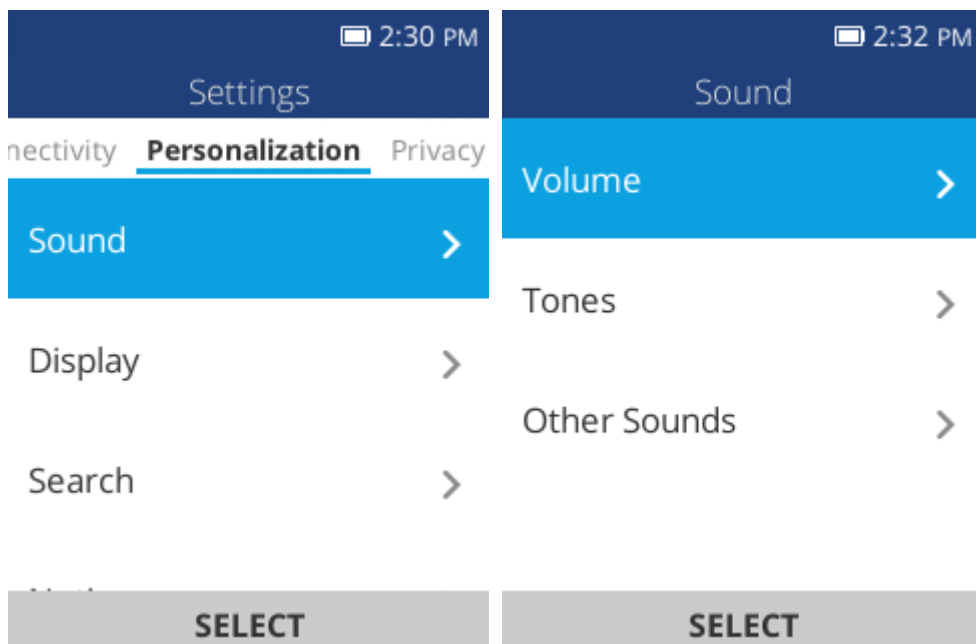 2:30 PM
Settings
nectivity Personalization Privacy
Sound
Display
Search
SELECT
2:32 PM
Sound
Volume
Tones
Other Sounds
SELECT